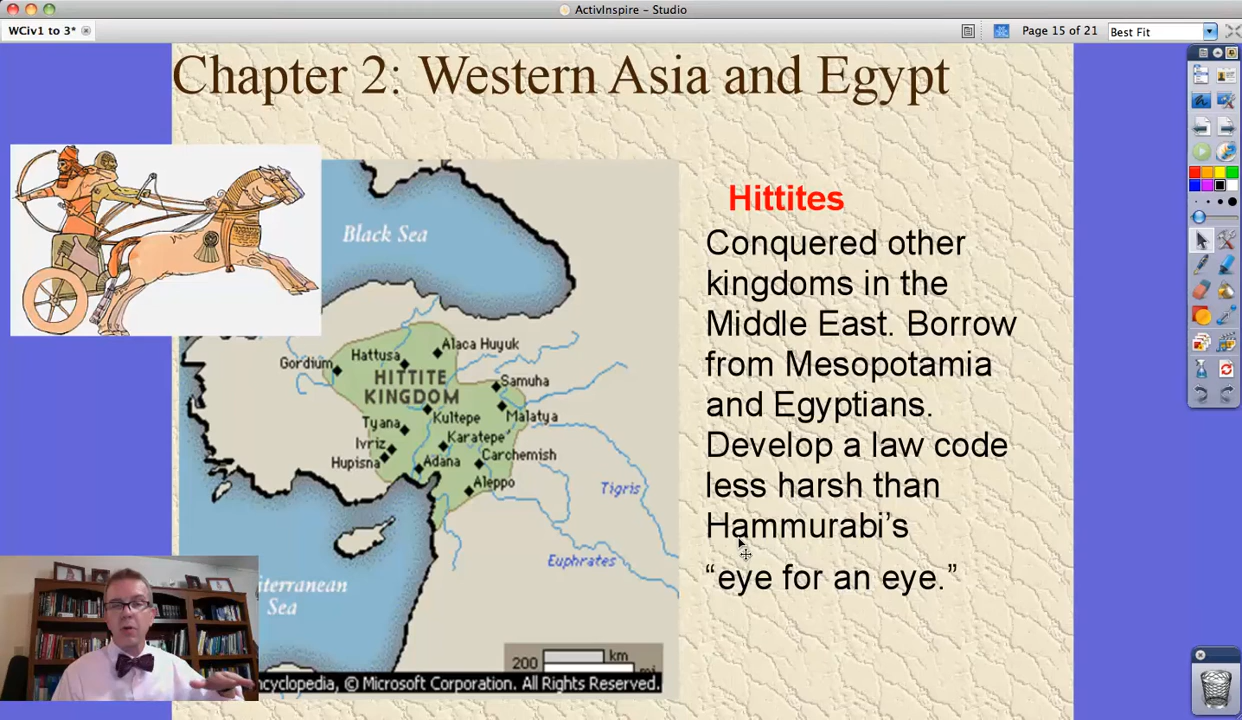 ActivInspire - Studio
WCiv1 to 3*
Page 15 of 21
Best Fit
Chapter 2: Western Asia and Egypt
Hittites
Conquered other
kingdoms in the
Middle East. Borrow
from Mesopotamia
and Egyptians.
Develop a law code
less harsh than
Hammurabi’s
“eye for an eye.”
Black Sea
Gordium
Hattusa
Alaca Huyuk
HITTITE
KINGDOM
Samuha
Malatya
Tyana
Kultepe
Ivriz
Karatepe
Hupisna
Adana
Carchemish
Aleppo
Tigris
Euphrates
iterranean
Sea
200
km
mi
cyclopedia, © Microsoft Corporation. All Rights Reserved.